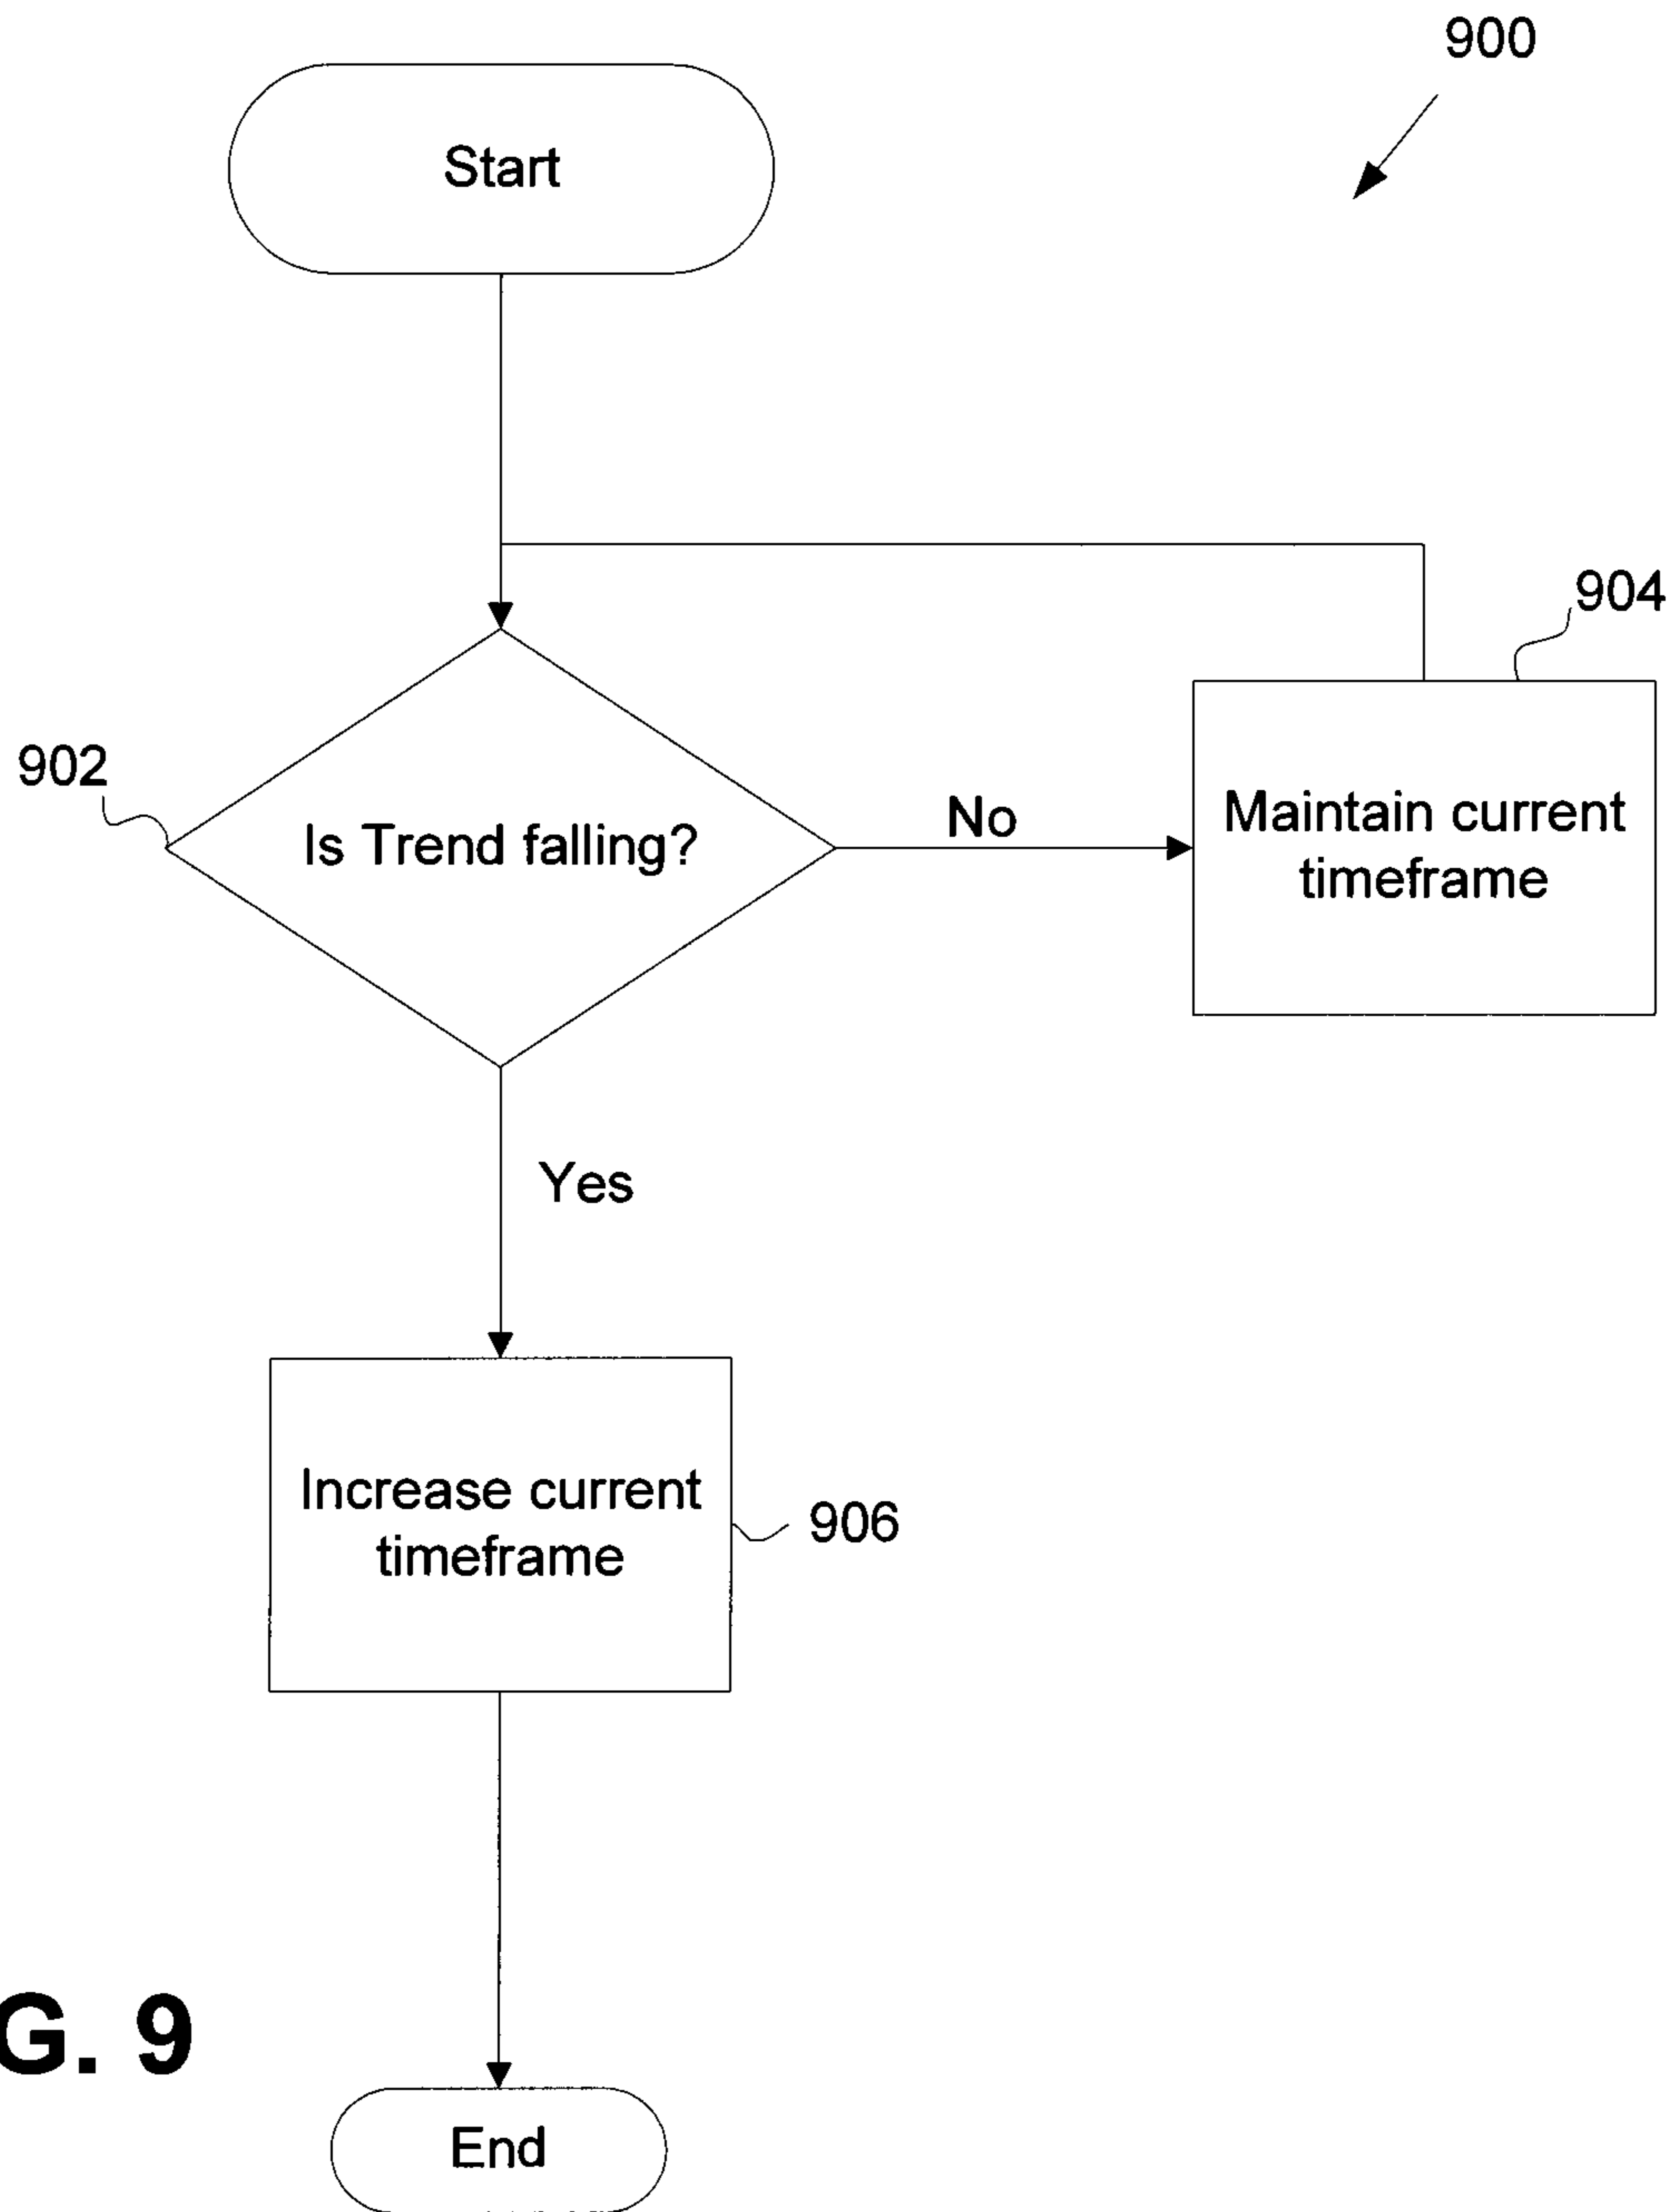 900
Start
904
902
Is Trend falling?
No
Maintain current
timeframe
Yes
Increase current
timeframe
906
G. 9
End